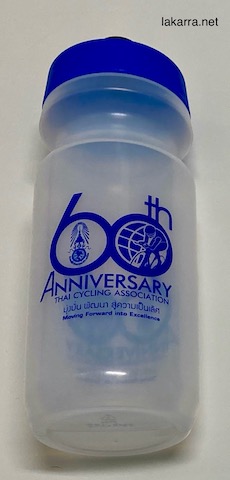 lakarra.net
60th
ANNIVERSARY
THAI CYCLING ASSOCIATION
มุ่งมั่น พัฒนา สู่ความเป็นเลิศ
Moving Forward into Excellence